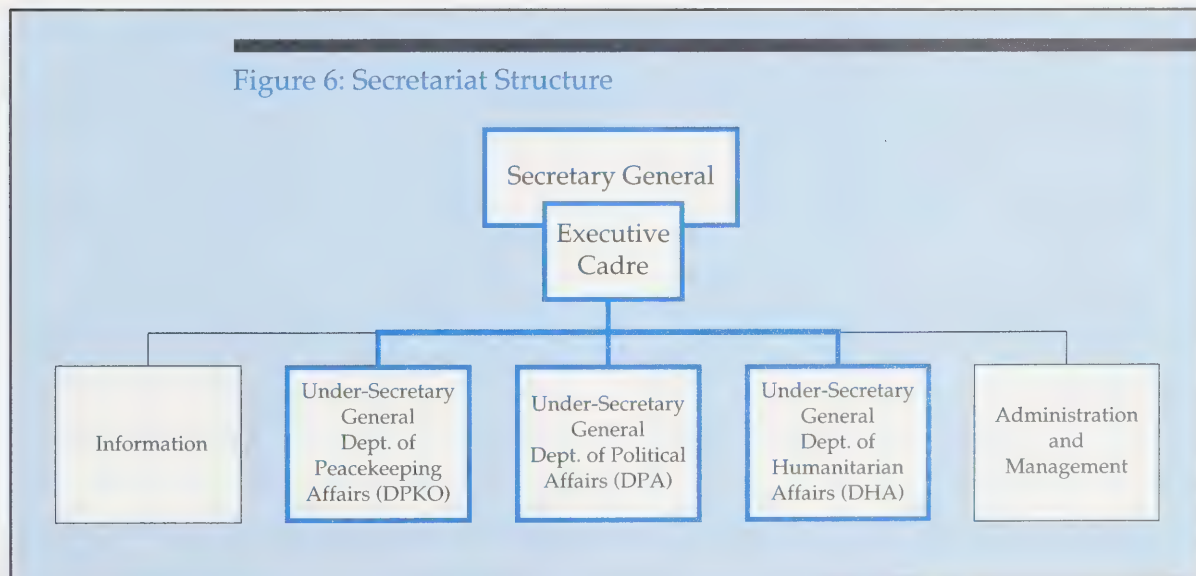 Figure 6: Secretariat Structure
Secretary General
Executive
Cadre
Information
Under-Secretary
General
Dept. of
Peacekeeping
Affairs (DPKO)
Under-Secretary
General
Dept. of Political
Affairs (DPA)
Under-Secretary
General
Dept. of
Humanitarian
Affairs (DHA)
Administration
and
Management